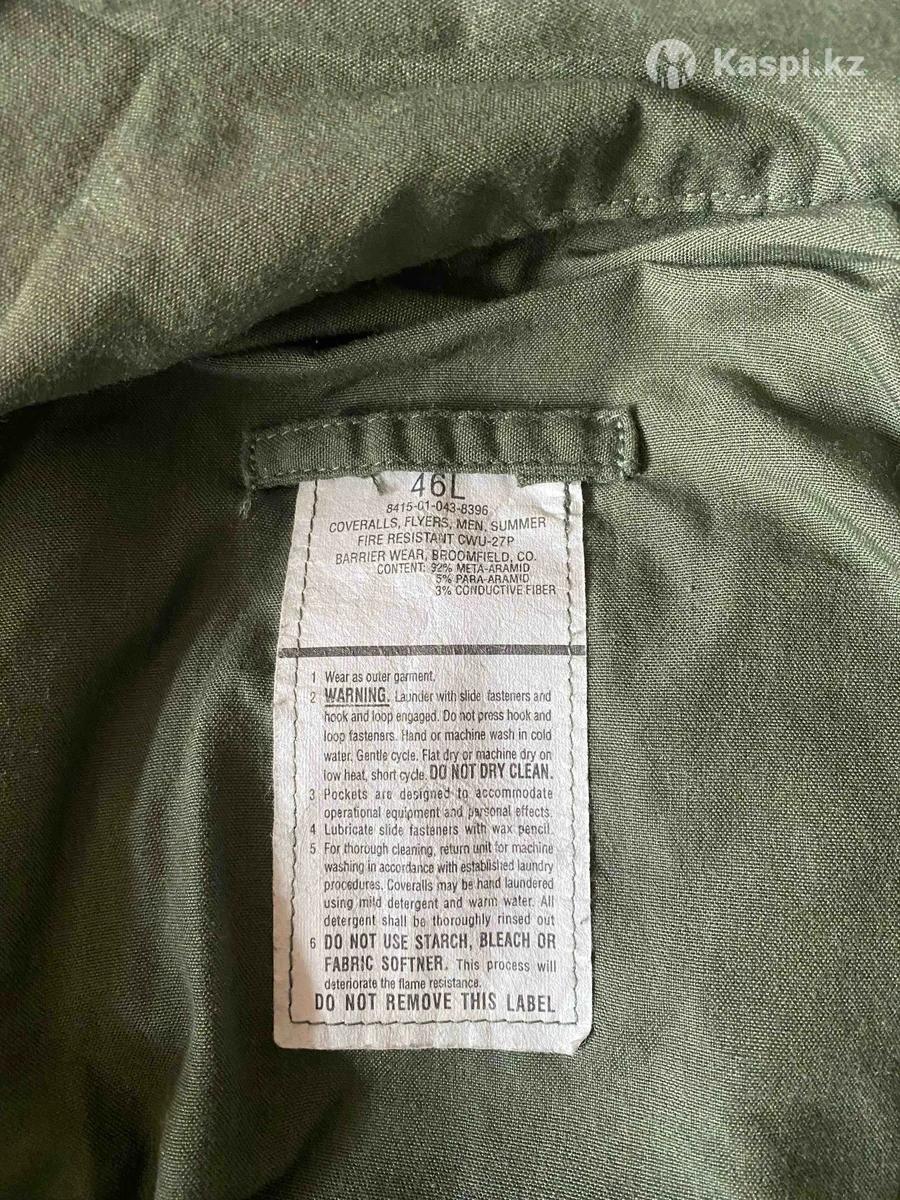 Kaspi.kz
46L
8415-01-043-8396
COVERALLS, FLYERS, MEN, SUMMER
FIRE RESISTANT CWU-27P
BARRIER WEAR, BROOMFIELD, CO.
CONTENT: 92% META-ARAMID
5% PARA-ARAMID
3% CONDUCTIVE FIBER
1 Wear as outer garment.
2 WARNING. Launder with slide fasteners and
hook and loop engaged. Do not press hook and
loop fasteners. Hand or machine wash in cold
water. Gentle cycle. Flat dry or machine dry on
low heat, short cycle. DO NOT DRY CLEAN.
3 Pockets are designed to accommodate
operational equipment and personal effects.
4 Lubricate slide fasteners with wax pencil.
5 For thorough cleaning, return unit for machine
washing in accordance with established laundry
procedures. Coveralls may be hand laundered
using mild detergent and warm water. All
detergent shall be thoroughly rinsed out
6 DO NOT USE STARCH, BLEACH OR
FABRIC SOFTNER. This process will
deteriorate the flame resistance.
DO NOT REMOVE THIS LABEL